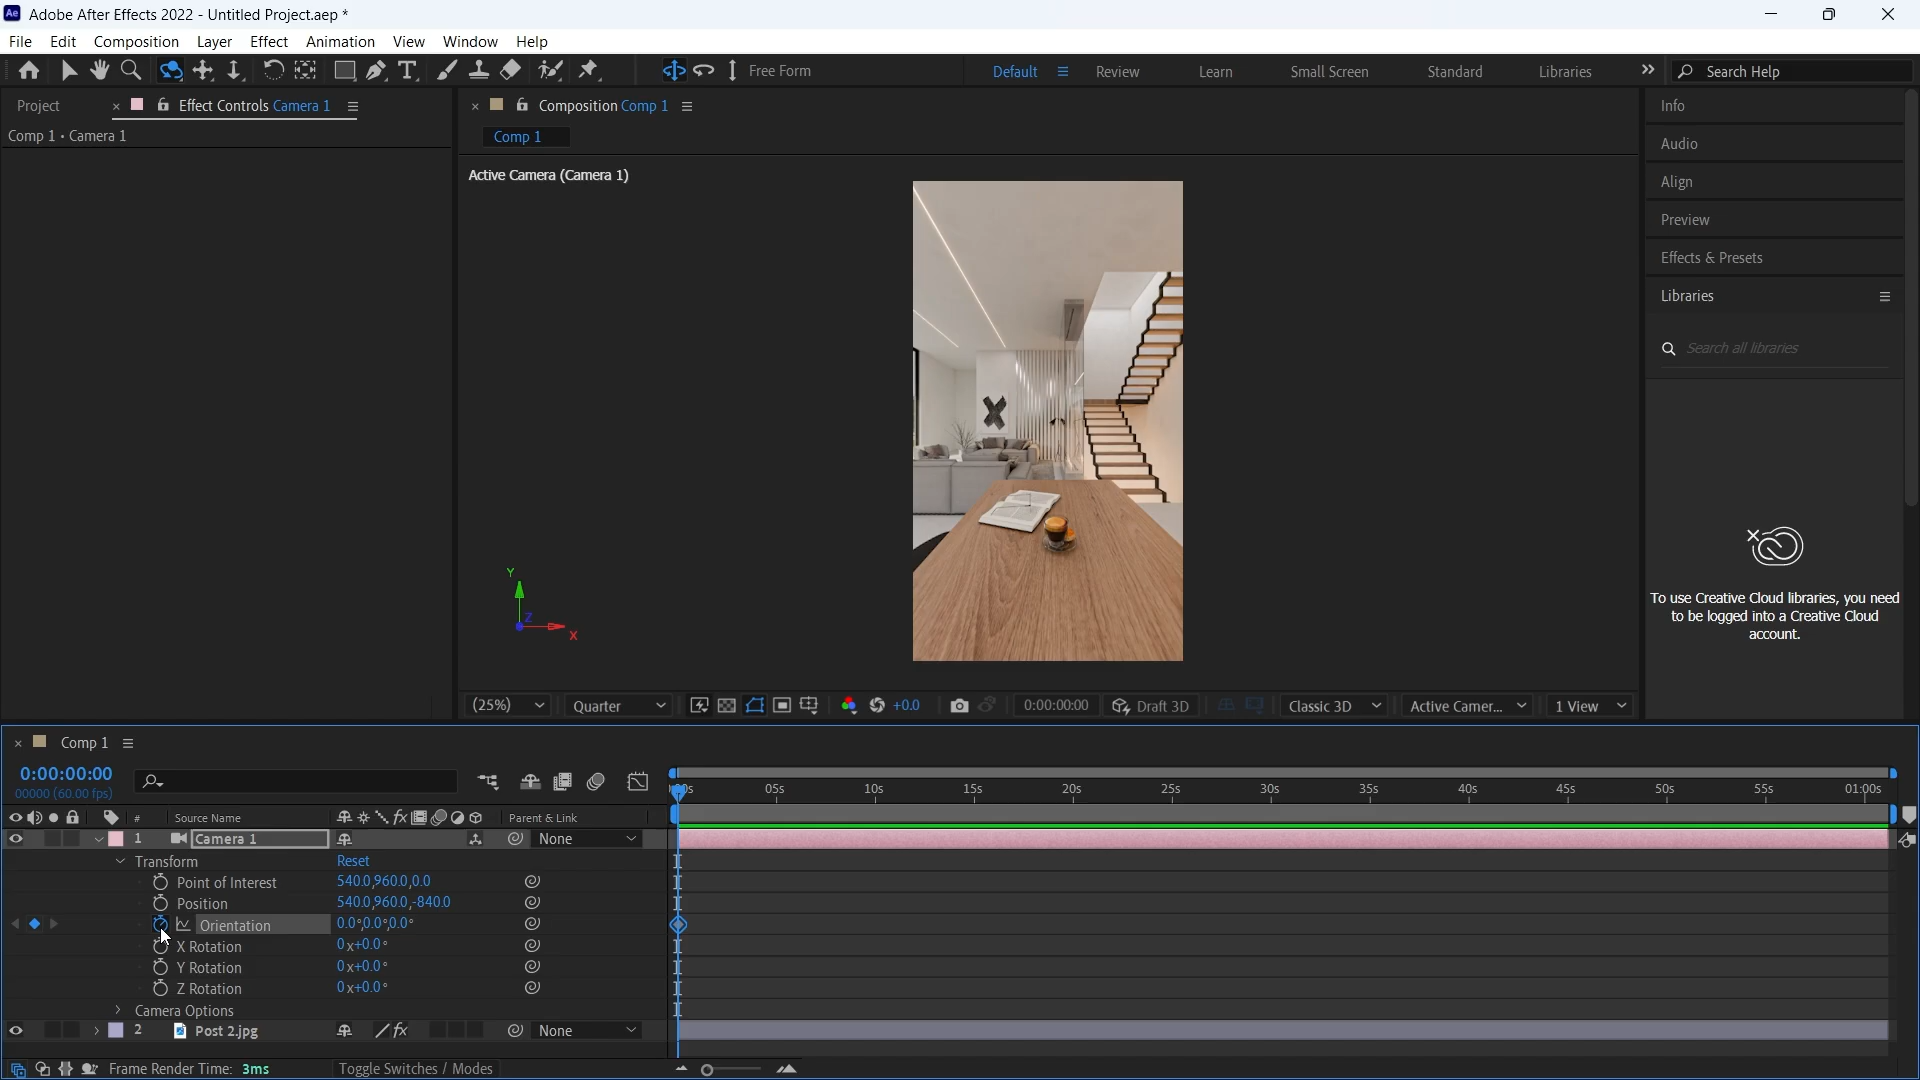 Ae Adobe After Effects 2022 - Untitled Project.aep *
File Edit Composition Layer Effect Animation View Window Help
Free Form Default Review Learn Small Screen Standard Libraries Search Help
Project Effect Controls Camera 1
Comp 1 • Camera 1
Composition Comp 1
Comp 1
Active Camera (Camera 1)
Y
Z
X
(25%) Quarter +0.0 0:00:00:00 Draft 3D Classic 3D Active Camer... 1 View
Info
Audio
Align
Preview
Effects & Presets
Libraries
Search all libraries
To use Creative Cloud libraries, you need
to be logged into a Creative Cloud
account.
Comp 1
0:00:00:00
00000 (60.00 fps)
05s 10s 15s 20s 25s 30s 35s 40s 45s 50s 55s 01:00s
# Source Name Parent & Link
1 Camera 1 None
Transform Reset
Point of Interest 540.0,960.0,0.0
Position 540.0,960.0,-840.0
Orientation 0.0°,0.0°,0.0°
X Rotation 0x+0.0°
Y Rotation 0x+0.0°
Z Rotation 0x+0.0°
Camera Options
2 Post 2.jpg None
Frame Render Time: 3ms Toggle Switches / Modes